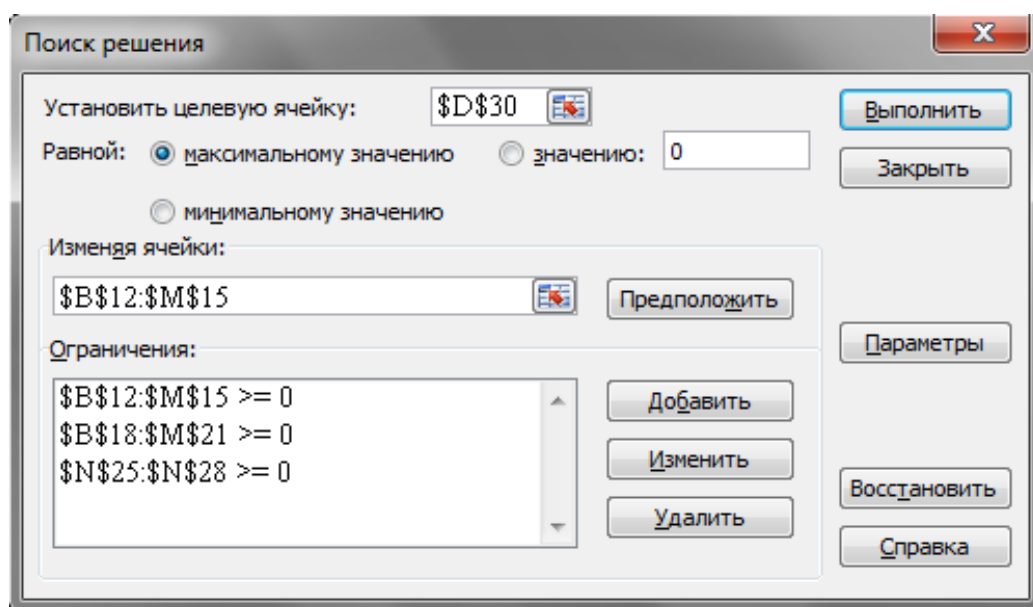 Поиск решения
Установить целевую ячейку: $D$30
Выполнить
Равной: максимальному значению значению: 0
Закрыть
минимальному значению
Изменяя ячейки:
$B$12:$M$15
Предположить
Ограничения:
Параметры
$B$12:$M$15 >= 0
Добавить
$B$18:$M$21 >= 0
$N$25:$N$28 >= 0
Изменить
Восстановить
Удалить
Справка